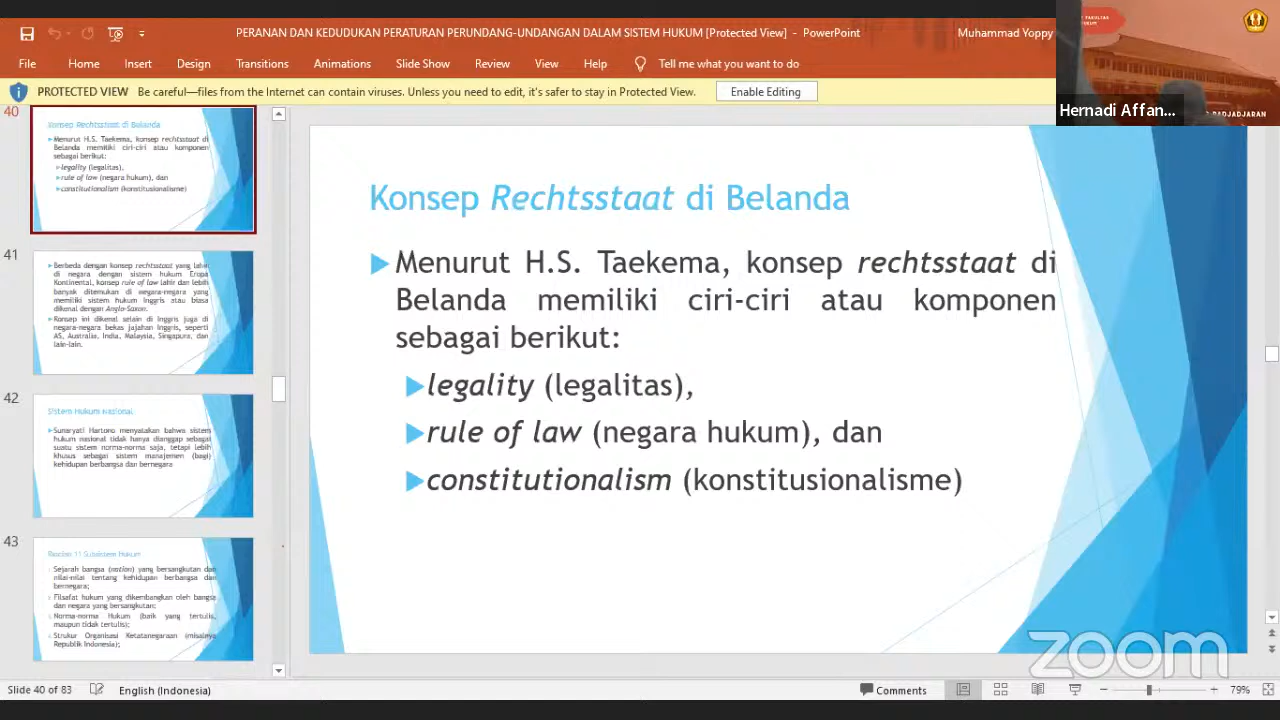 PERANAN DAN KEDUDUKAN PERATURAN PERUNDANG-UNDANGAN DALAM SISTEM HUKUM [Protected View] - PowerPoint
Muhammad Yoppy
File Home Insert Design Transitions Animations Slide Show Review View Help Tell me what you want to do
PROTECTED VIEW Be careful—files from the Internet can contain viruses. Unless you need to edit, it's safer to stay in Protected View. Enable Editing
Hernadi Affan...
PADJADJARAN
40
Konsep Rechtsstaat di Belanda
Menurut H.S. Taekema, konsep rechtsstaat di
Belanda memiliki ciri-ciri atau komponen
sebagai berikut:
legality (legalitas),
rule of law (negara hukum), dan
constitutionalism (konstitusionalisme)
41
Berbeda dengan konsep rechtsstaat yang lahir
di negara dengan sistem hukum Eropa
Kontinental, konsep rule of law lahir dan lebih
banyak ditemukan di negara-negara yang
memiliki sistem hukum Inggris atau biasa
dikenal dengan Anglo-Saxon.
Konsep ini dikenal selain di Inggris juga di
negara-negara bekas jajahan Inggris, seperti
AS, Australia, India, Malaysia, Singapura, dan
lain-lain.
42
Sistem Hukum Nasional
Sunaryati Hartono menyatakan bahwa sistem
hukum nasional tidak hanya dianggap sebagai
suatu sistem norma-norma saja, tetapi lebih
khusus sebagai sistem manajemen (bagi)
kehidupan berbangsa dan bernegara
43
11 Subsistem Hukum
Sejarah bangsa (nation) yang bersangkutan dan
nilai-nilai tentang kehidupan berbangsa dan
bernegara;
Filsafat hukum yang dikembangkan oleh bangsa
dan negara yang bersangkutan;
Norma-norma Hukum (baik yang tertulis,
maupun tidak tertulis);
Strukur Organisasi Ketatanegaraan (misalnya
Republik Indonesia);
Konsep Rechtsstaat di Belanda
Menurut H.S. Taekema, konsep rechtsstaat di
Belanda memiliki ciri-ciri atau komponen
sebagai berikut:
legality (legalitas),
rule of law (negara hukum), dan
constitutionalism (konstitusionalisme)
zoom
Slide 40 of 83 English (Indonesia) Comments 79%